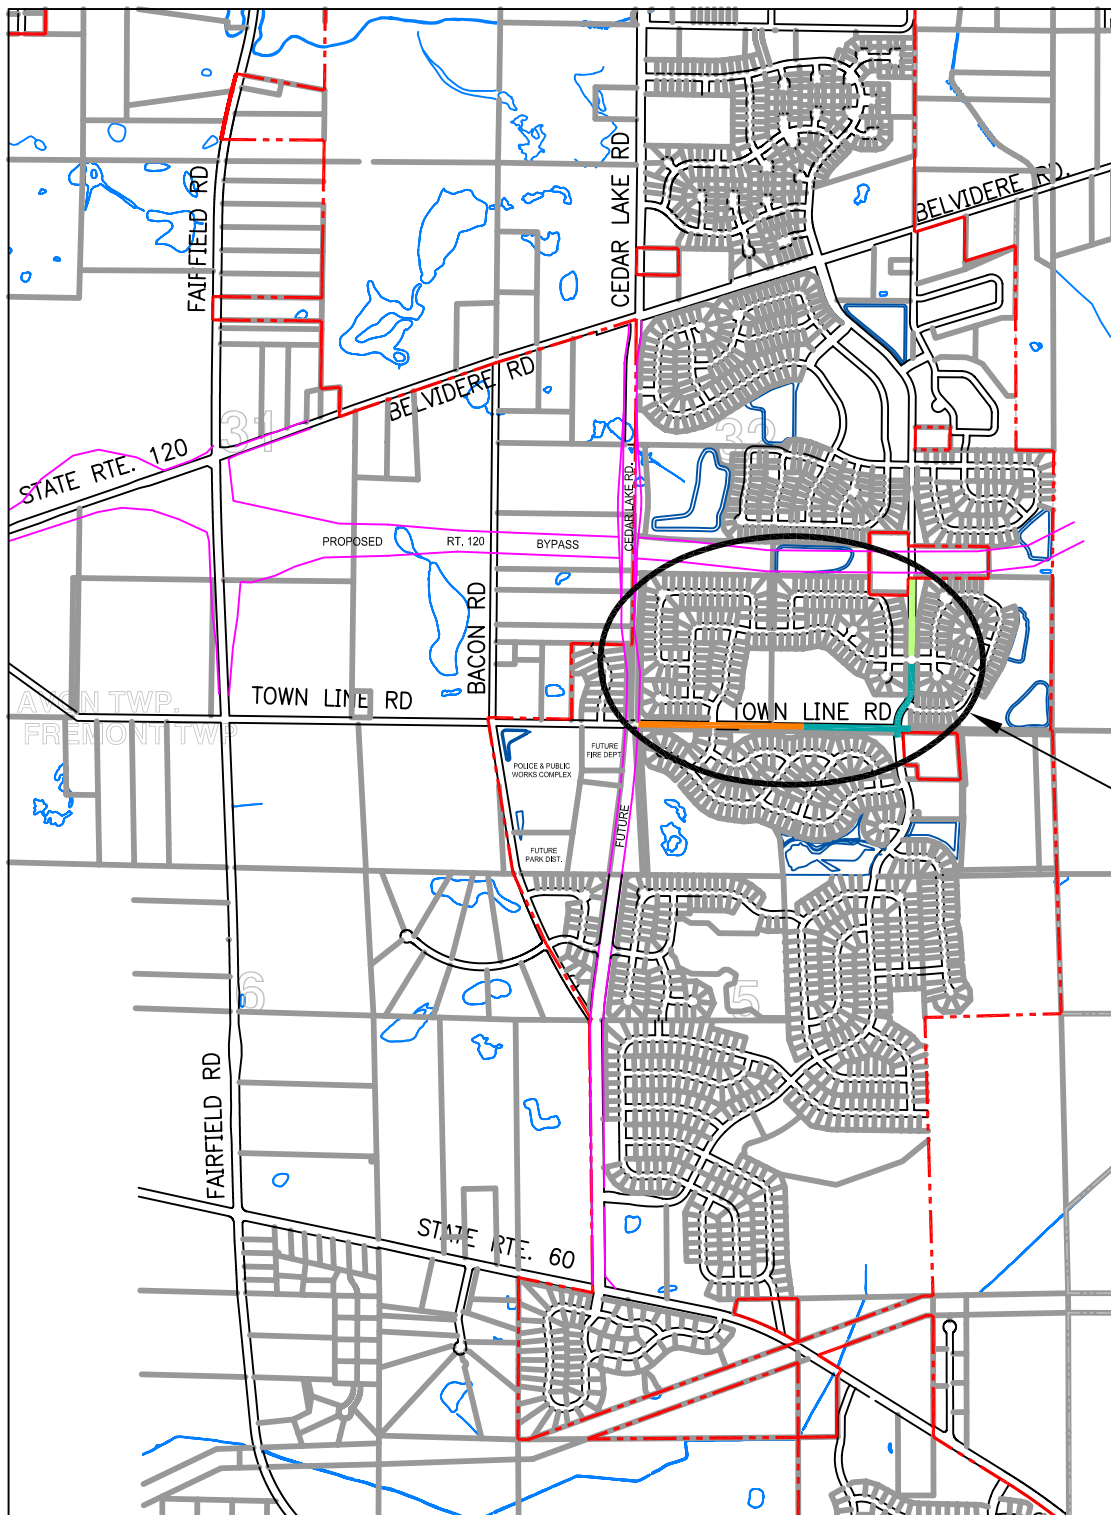 CEDAR LAKE RD
FAIRFIELD RD
BELVIDERE RD.
BELVIDERE RD
31
32
STATE RTE. 120
CEDAR LAKE RD.
PROPOSED RT. 120 BYPASS
BACON RD
TOWN LINE RD
AVON TWP.
FREMONT TWP
TOWN LINE RD
FUTURE
FIRE DEPT.
POLICE & PUBLIC
WORKS COMPLEX
FUTURE
FUTURE
PARK DIST.
6
5
FAIRFIELD RD
STATE RTE. 60